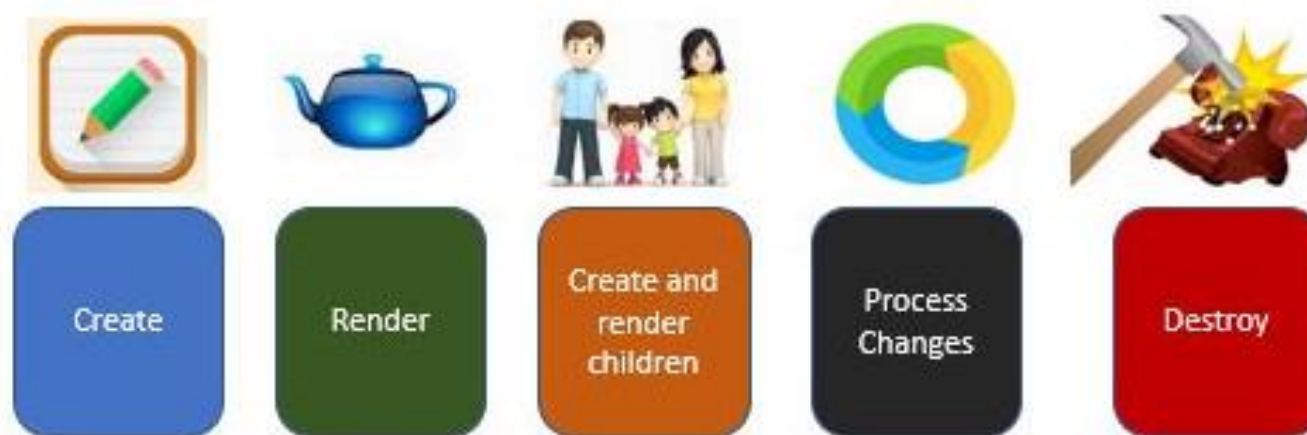 Create
Render
Create and
render
children
Process
Changes
Destroy